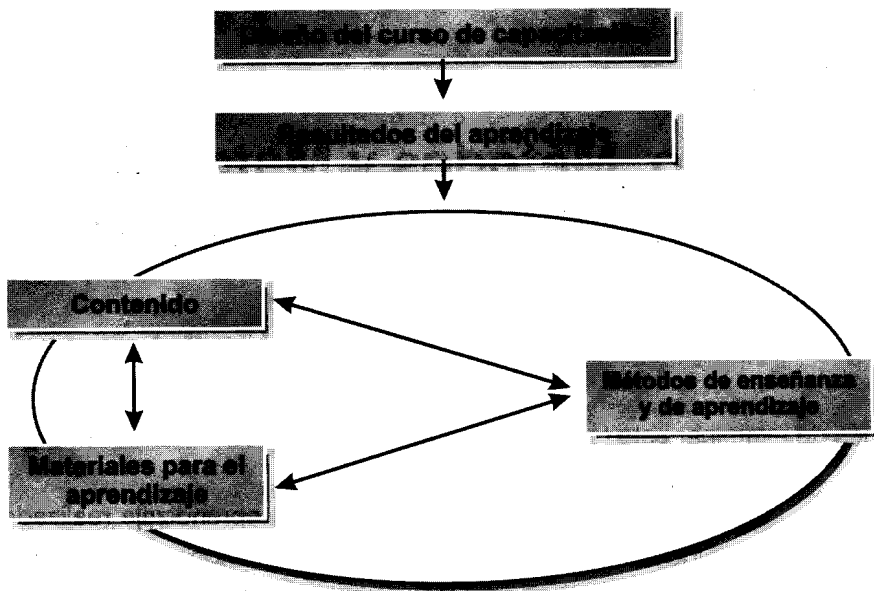 Diseño del curso de capacitación
Resultados del aprendizaje
Contenido
Métodos de enseñanza
y de aprendizaje
Materiales para el
aprendizaje